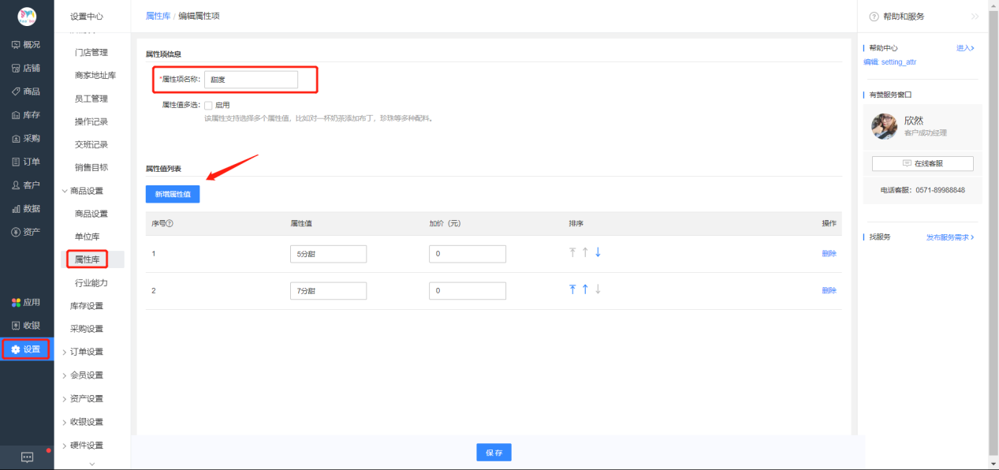 概况
店铺
商品
库存
采购
订单
客户
数据
资产
应用
收银
设置
设置中心
门店管理
商家地址库
员工管理
操作记录
交班记录
销售目标
商品设置
商品设置
单位库
属性库
行业能力
库存设置
采购设置
订单设置
会员设置
资产设置
收银设置
硬件设置
属性库 / 编辑属性项
属性项信息
*属性项名称: 甜度
属性值多选: 启用
该属性支持选择多个属性值，比如对一杯奶茶添加布丁，珍珠等多种配料。
属性值列表
新增属性值
序号? 属性值 加价（元） 排序 操作
1 5分甜 0 删除
2 7分甜 0 删除
保存
帮助和服务
帮助中心 进入
编辑: setting_attr
有赞服务窗口
欣然
客户成功经理
在线客服
电话客服：0571-89988848
找服务 发布服务需求